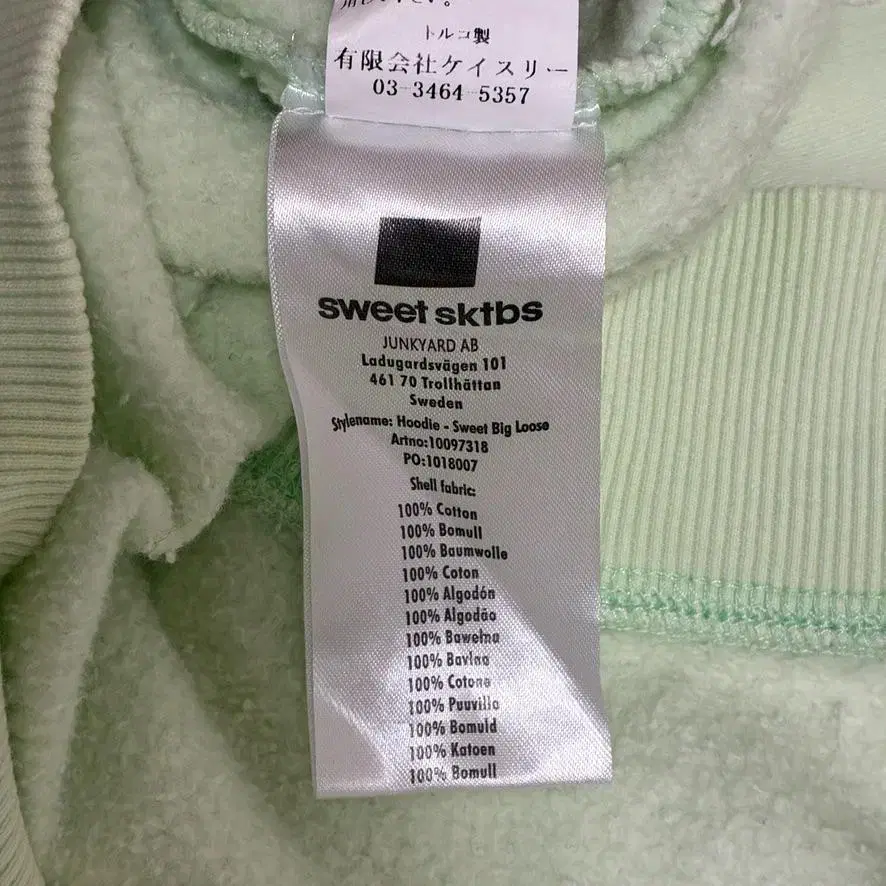 トルコ製
有限会社ケイスリー
03-3464-5357
sweet sktbs
JUNKYARD AB
Ladugardsvägen 101
461 70 Trollhättan
Sweden
Stylename: Hoodie - Sweet Big Loose
Artno:10097318
PO:1018007
Shell fabric:
100% Cotton
100% Bomull
100% Baumwolle
100% Coton
100% Algodón
100% Algodão
100% Bawełna
100% Bavlna
100% Cotone
100% Puuvilla
100% Bomuld
100% Katoen
100% Bomull